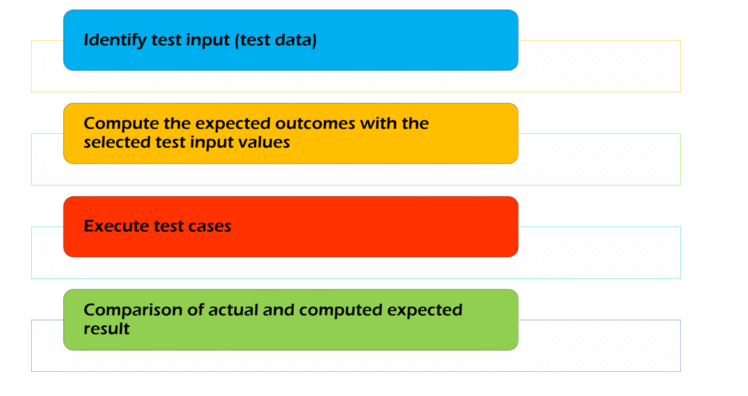 Identify test input (test data)
Compute the expected outcomes with the
selected test input values
Execute test cases
Comparison of actual and computed expected
result